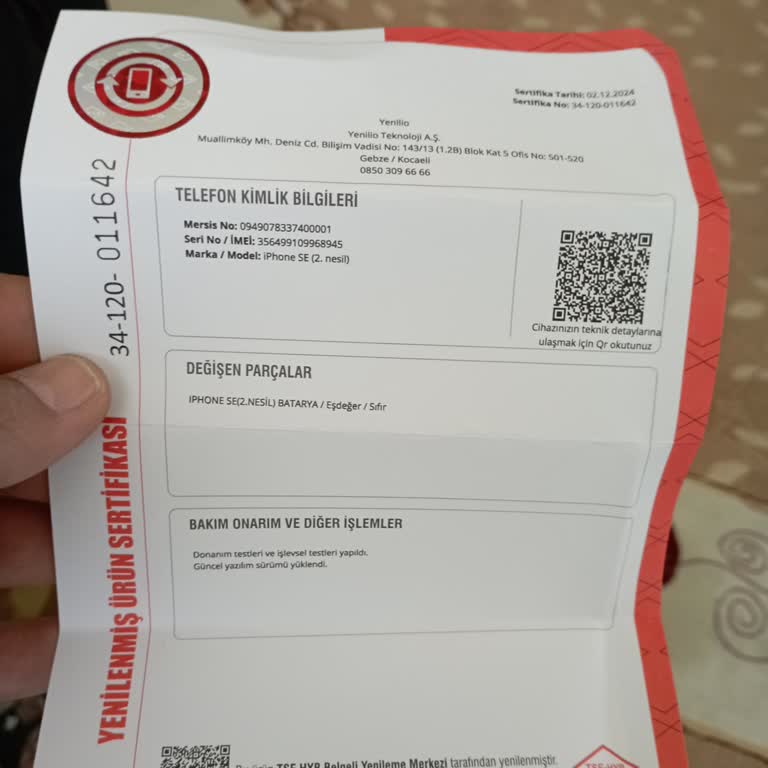 Sertifika Tarihi: 02.12.2024
Sertifika No: 34-120-011642
Yenilio
Yenilio Teknoloji A.Ş.
Muallimköy Mh. Deniz Cd. Bilişim Vadisi No: 143/13 (1.2B) Blok Kat 5 Ofis No: 501-520
Gebze / Kocaeli
0850 309 66 66
TELEFON KİMLİK BİLGİLERİ
Mersis No: 0949078337400001
Seri No / İMEİ: 356499109968945
Marka / Model: iPhone SE (2. nesil)
Cihazınızın teknik detaylarına
ulaşmak için Qr okutunuz
DEĞİŞEN PARÇALAR
IPHONE SE(2.NESİL) BATARYA / Eşdeğer / Sıfır
BAKIM ONARIM VE DİĞER İŞLEMLER
Donanım testleri ve işlevsel testleri yapıldı.
Güncel yazılım sürümü yüklendi.
YENİLENMİŞ ÜRÜN SERTİFİKASI
34-120- 011642
Bu ürün TSE HYB Belgeli Yenileme Merkezi tarafından yenilenmiştir.
TSE-HYB